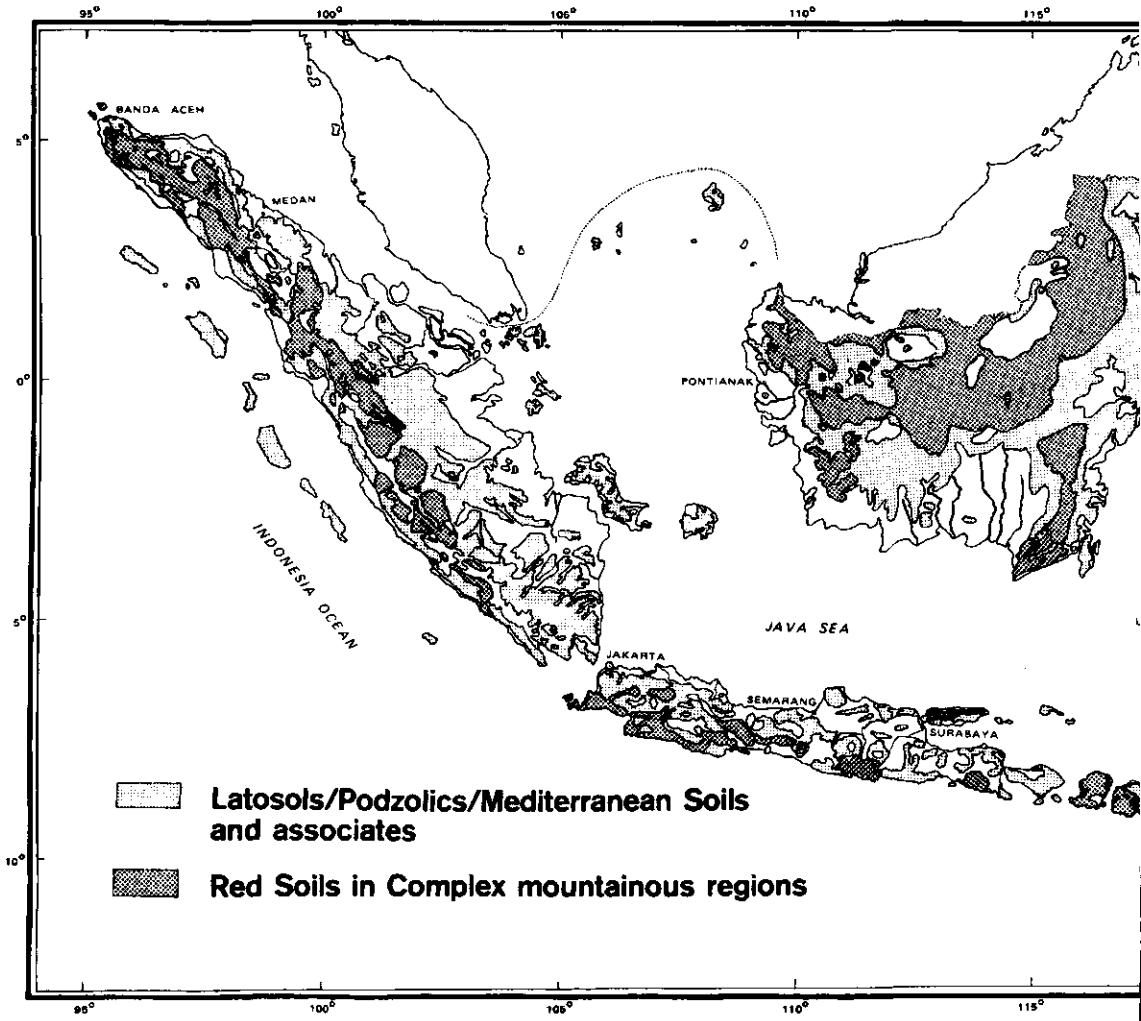 95° 100° 105° 110° 115°
BANDA ACEH
5°
MEDAN
0°
PONTIANAK
INDONESIA OCEAN
JAVA SEA
5°
JAKARTA
SEMARANG
SURABAYA
Latosols/Podzolics/Mediterranean Soils
and associates
10°
Red Soils in Complex mountainous regions
95° 100° 105° 110° 115°